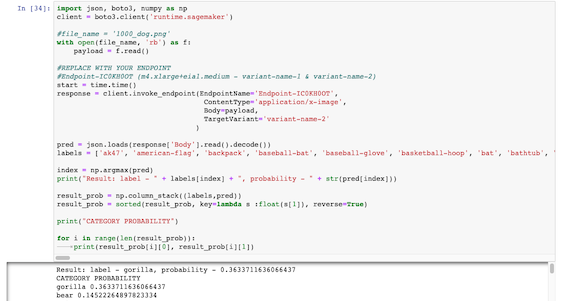 In [34]: import json, boto3, numpy as np
client = boto3.client('runtime.sagemaker')
#file_name = '1000_dog.png'
with open(file_name, 'rb') as f:
payload = f.read()
#REPLACE WITH YOUR ENDPOINT
#Endpoint-IC0KH0OT (m4.xlarge+eia1.medium - variant-name-1 & variant-name-2)
start = time.time()
response = client.invoke_endpoint(EndpointName='Endpoint-IC0KH0OT',
ContentType='application/x-image',
Body=payload,
TargetVariant='variant-name-2'
)
pred = json.loads(response['Body'].read().decode())
labels = ['ak47', 'american-flag', 'backpack', 'baseball-bat', 'baseball-glove', 'basketball-hoop', 'bat', 'bathtub', '
index = np.argmax(pred)
print("Result: label - " + labels[index] + ", probability - " + str(pred[index]))
result_prob = np.column_stack((labels,pred))
result_prob = sorted(result_prob, key=lambda s :float(s[1]), reverse=True)
print("CATEGORY PROBABILITY")
for i in range(len(result_prob)):
print(result_prob[i][0], result_prob[i][1])
Result: label - gorilla, probability - 0.3633711636066437
CATEGORY PROBABILITY
gorilla 0.3633711636066437
bear 0.14522264897823334